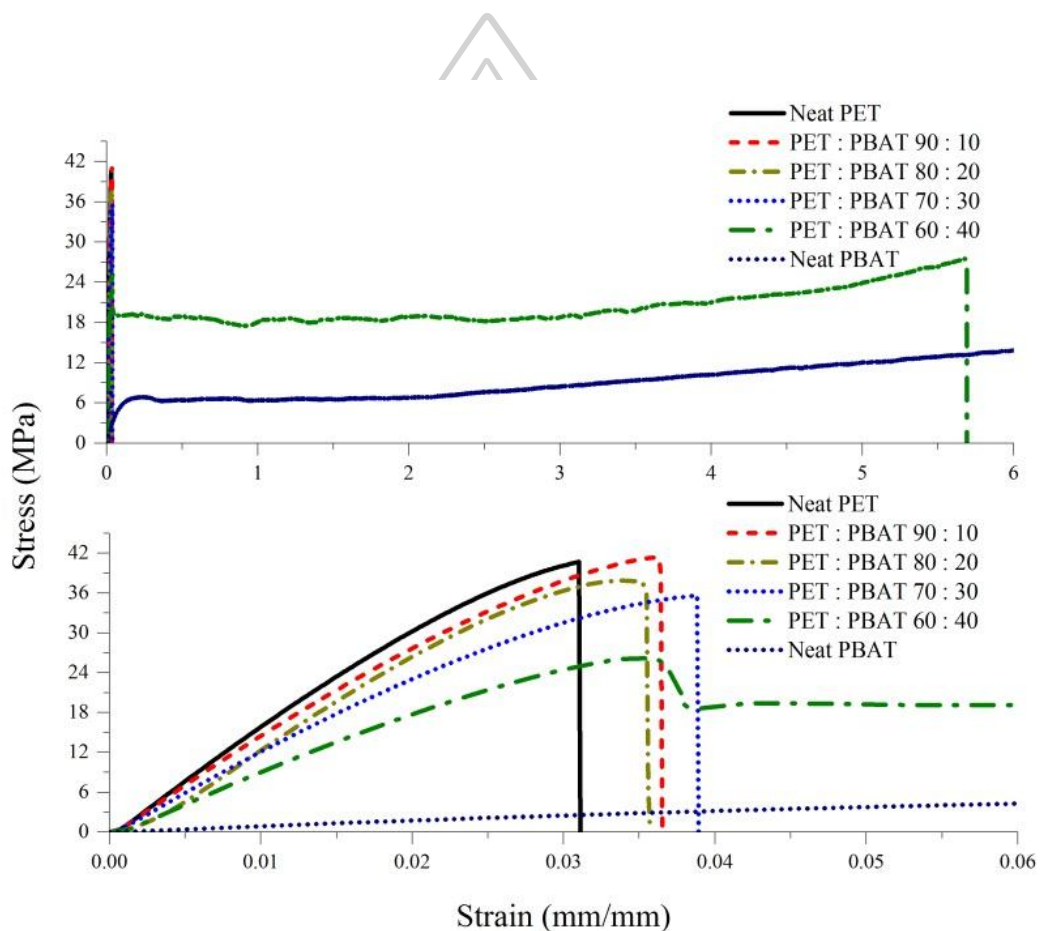 Neat PET
PET : PBAT 90 : 10
PET : PBAT 80 : 20
PET : PBAT 70 : 30
PET : PBAT 60 : 40
Neat PBAT
42
36
30
24
18
12
6
0
0 1 2 3 4 5 6
Stress (MPa)
Neat PET
PET : PBAT 90 : 10
PET : PBAT 80 : 20
PET : PBAT 70 : 30
PET : PBAT 60 : 40
Neat PBAT
42
36
30
24
18
12
6
0
0.00 0.01 0.02 0.03 0.04 0.05 0.06
Strain (mm/mm)